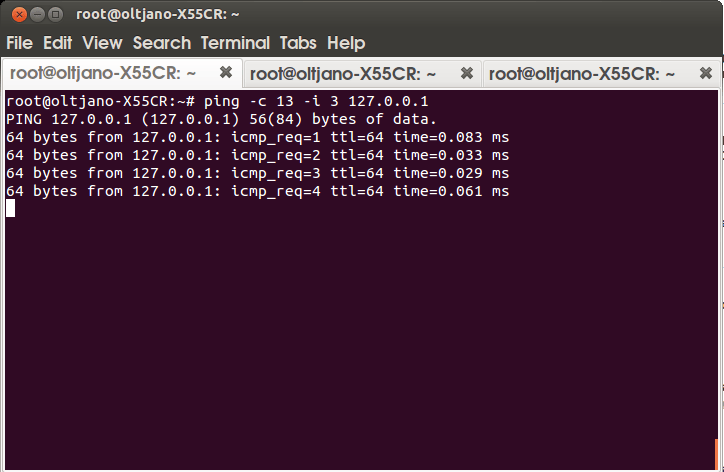 root@oltjano-X55CR: ~
File Edit View Search Terminal Tabs Help
root@oltjano-X55CR: ~ root@oltjano-X55CR: ~ root@oltjano-X55CR: ~
root@oltjano-X55CR:~# ping -c 13 -i 3 127.0.0.1
PING 127.0.0.1 (127.0.0.1) 56(84) bytes of data.
64 bytes from 127.0.0.1: icmp_req=1 ttl=64 time=0.083 ms
64 bytes from 127.0.0.1: icmp_req=2 ttl=64 time=0.033 ms
64 bytes from 127.0.0.1: icmp_req=3 ttl=64 time=0.029 ms
64 bytes from 127.0.0.1: icmp_req=4 ttl=64 time=0.061 ms